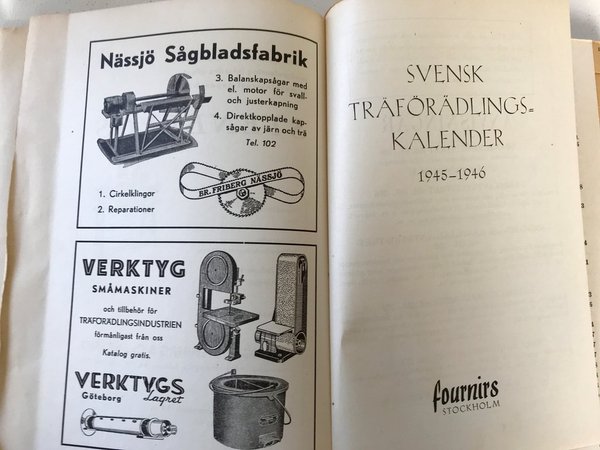 Nässjö Sågbladsfabrik
3. Balanskapsågar med
el. motor för svall-
och justerkapning
4. Direktkopplade kap-
sågar av järn och trä
Tel. 102
1. Cirkelklingor
2. Reparationer
BR. FRIBERG NÄSSJÖ
VERKTYG
SMÅMASKINER
och tillbehör för
TRÄFÖRÄDLINGSINDUSTRIEN
förmånligast från oss
Katalog gratis.
VERKTYGS
Göteborg Lagret
SVENSK
TRÄFÖRÄDLINGS=
KALENDER
1945-1946
fournirs
STOCKHOLM